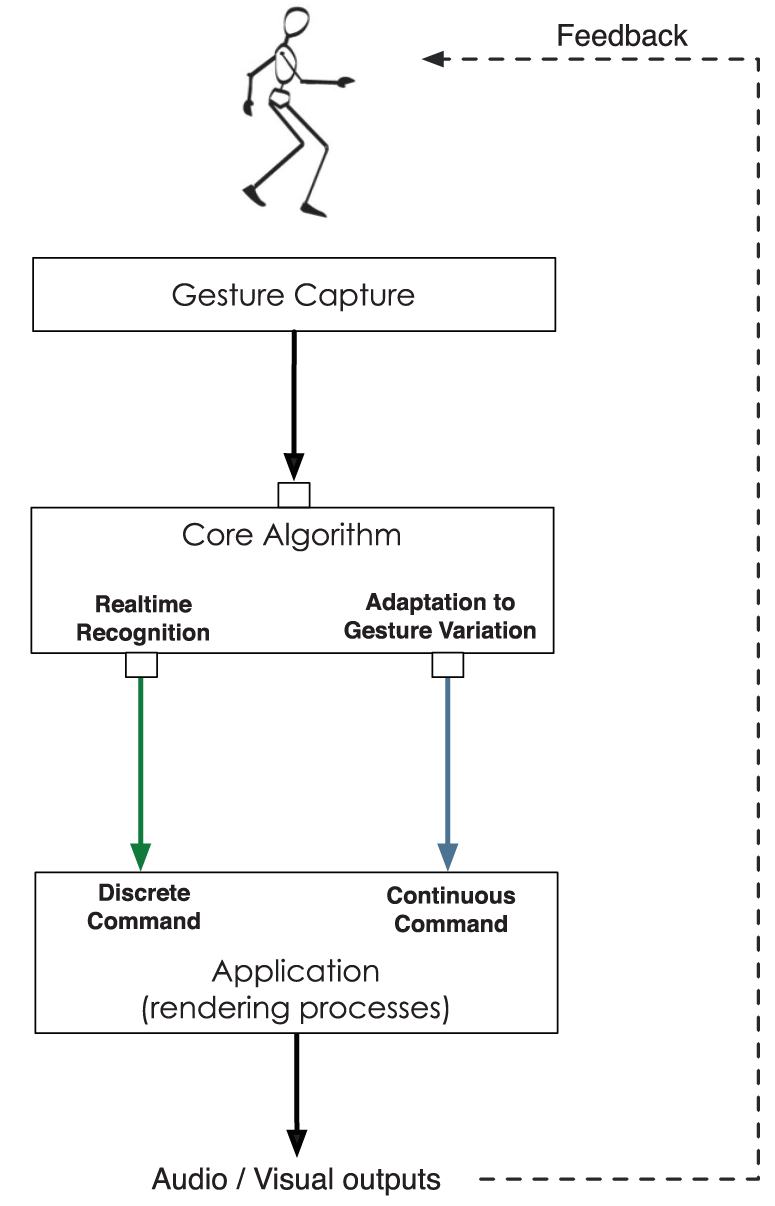 Feedback
Gesture Capture
Core Algorithm
Realtime
Recognition
Adaptation to
Gesture Variation
Discrete
Command
Continuous
Command
Application
(rendering processes)
Audio / Visual outputs